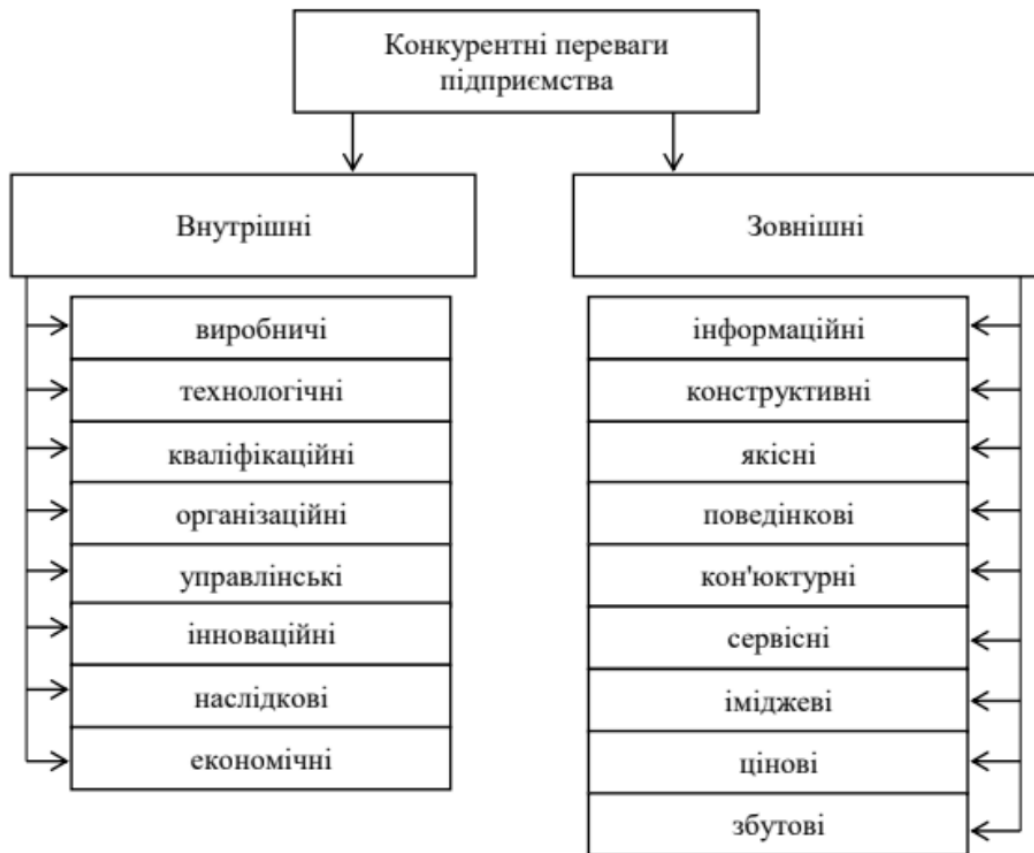 Конкурентні переваги
підприємства
Внутрішні
виробничі
технологічні
кваліфікаційні
організаційні
управлінські
інноваційні
наслідкові
економічні
Зовнішні
інформаційні
конструктивні
якісні
поведінкові
кон'юктурні
сервісні
іміджеві
цінові
збутові